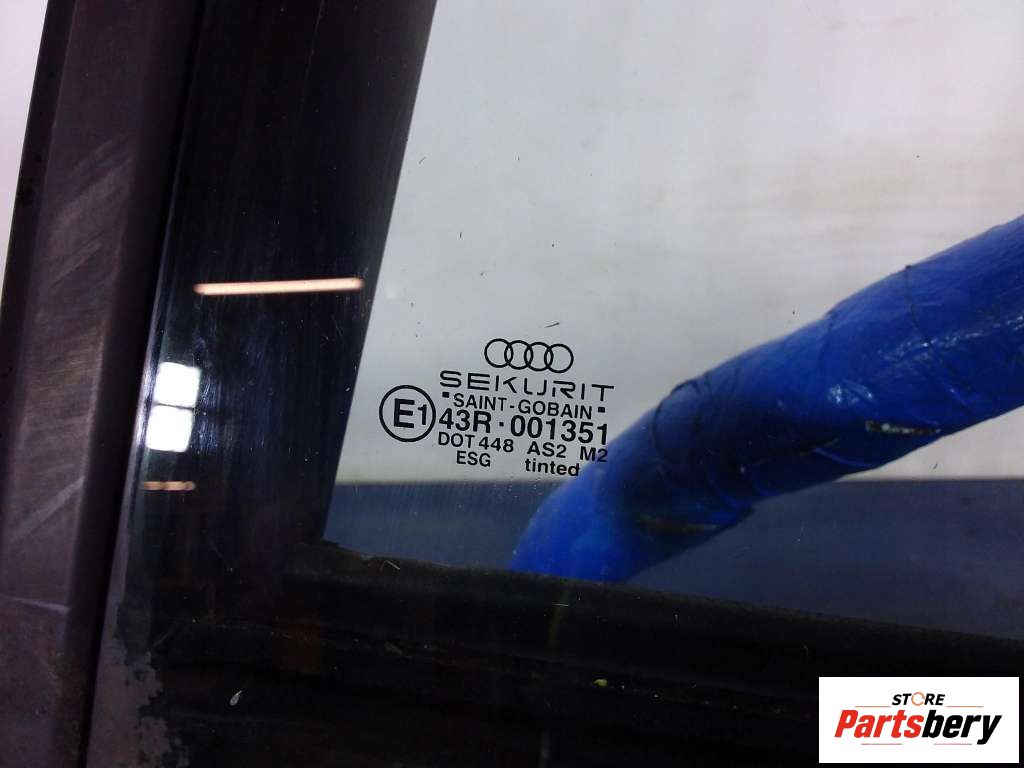 SEKURIT
SAINT-GOBAIN
E1 43R·001351
DOT 448 AS2 M2
ESG tinted
STORE
Partsbery